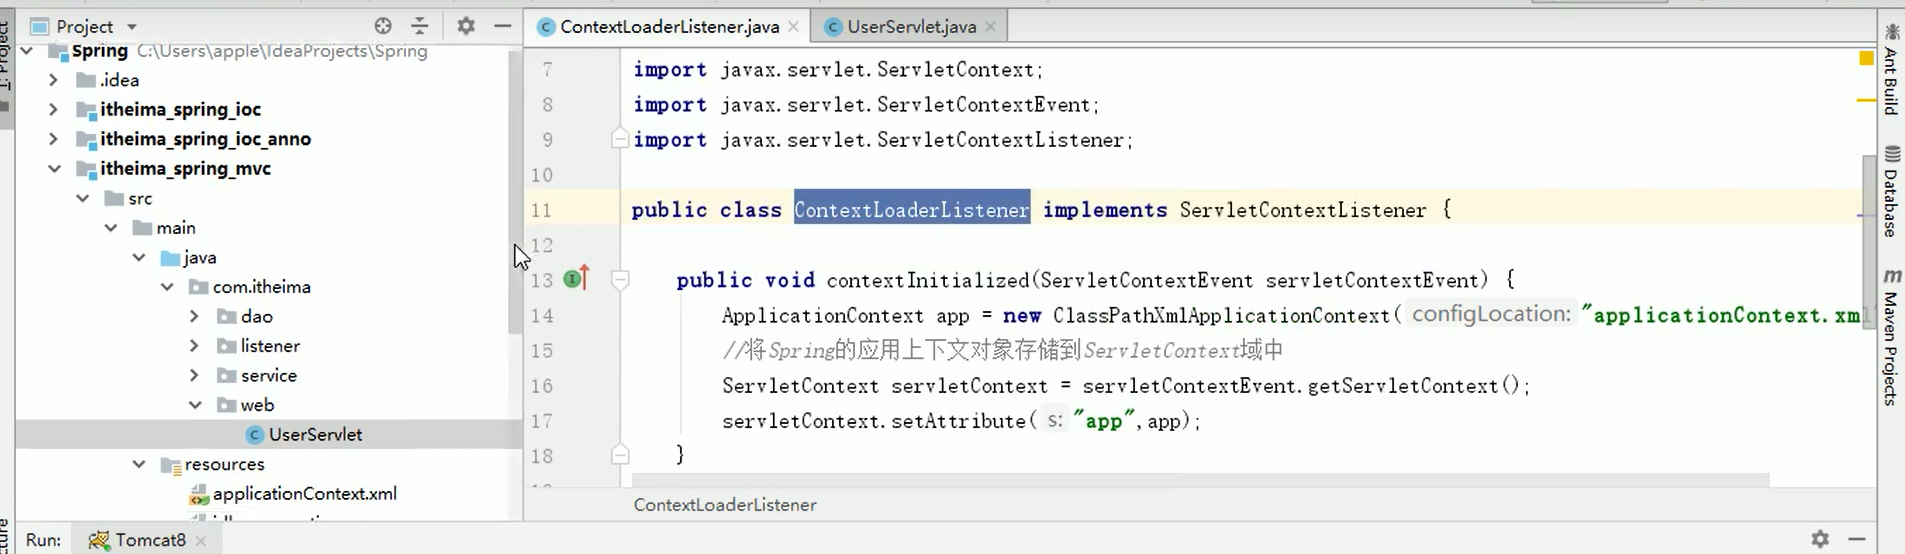 Project
ContextLoaderListener.java
UserServlet.java
Spring C:\Users\apple\IdeaProjects\Spring
.idea
itheima_spring_ioc
itheima_spring_ioc_anno
itheima_spring_mvc
src
main
java
com.itheima
dao
listener
service
web
UserServlet
resources
applicationContext.xml
7 import javax.servlet.ServletContext;
8 import javax.servlet.ServletContextEvent;
9 import javax.servlet.ServletContextListener;
10
11 public class ContextLoaderListener implements ServletContextListener {
12
13 public void contextInitialized(ServletContextEvent servletContextEvent) {
14 ApplicationContext app = new ClassPathXmlApplicationContext( configLocation: "applicationContext.xml"
15 //将Spring的应用上下文对象存储到ServletContext域中
16 ServletContext servletContext = servletContextEvent.getServletContext();
17 servletContext.setAttribute( s: "app",app);
18 }
ContextLoaderListener
Ant Build
Database
Maven Projects
Run: Tomcat8